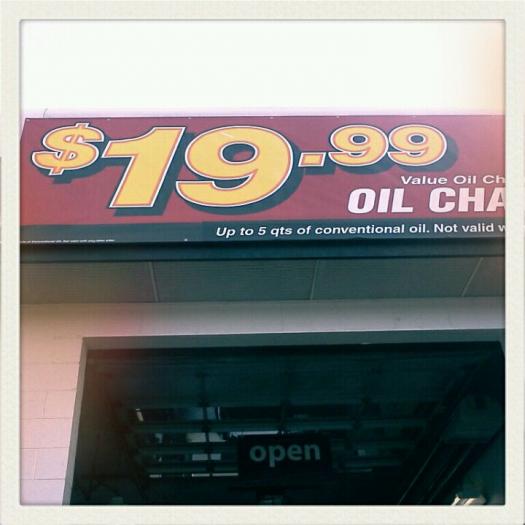 $19.99
Value Oil Ch
OIL CHA
Up to 5 qts of conventional oil. Not valid w
open